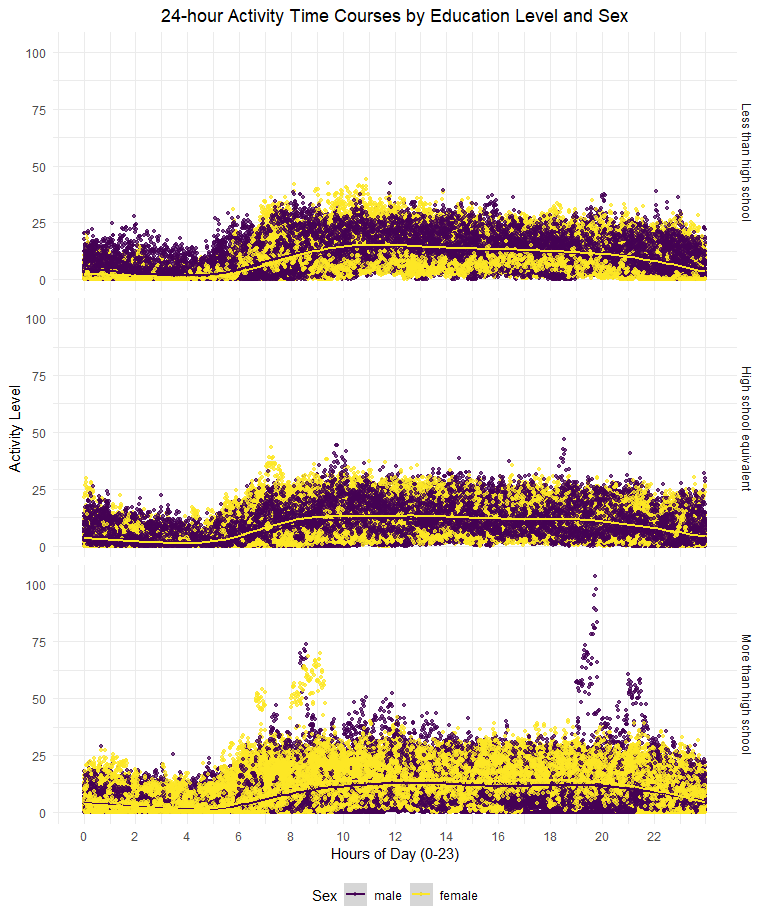 24-hour Activity Time Courses by Education Level and Sex
100
75
50
25
0
Less than high school
100
75
50
25
0
High school equivalent
100
75
50
25
0
More than high school
Activity Level
0 2 4 6 8 10 12 14 16 18 20 22
Hours of Day (0-23)
Sex male female